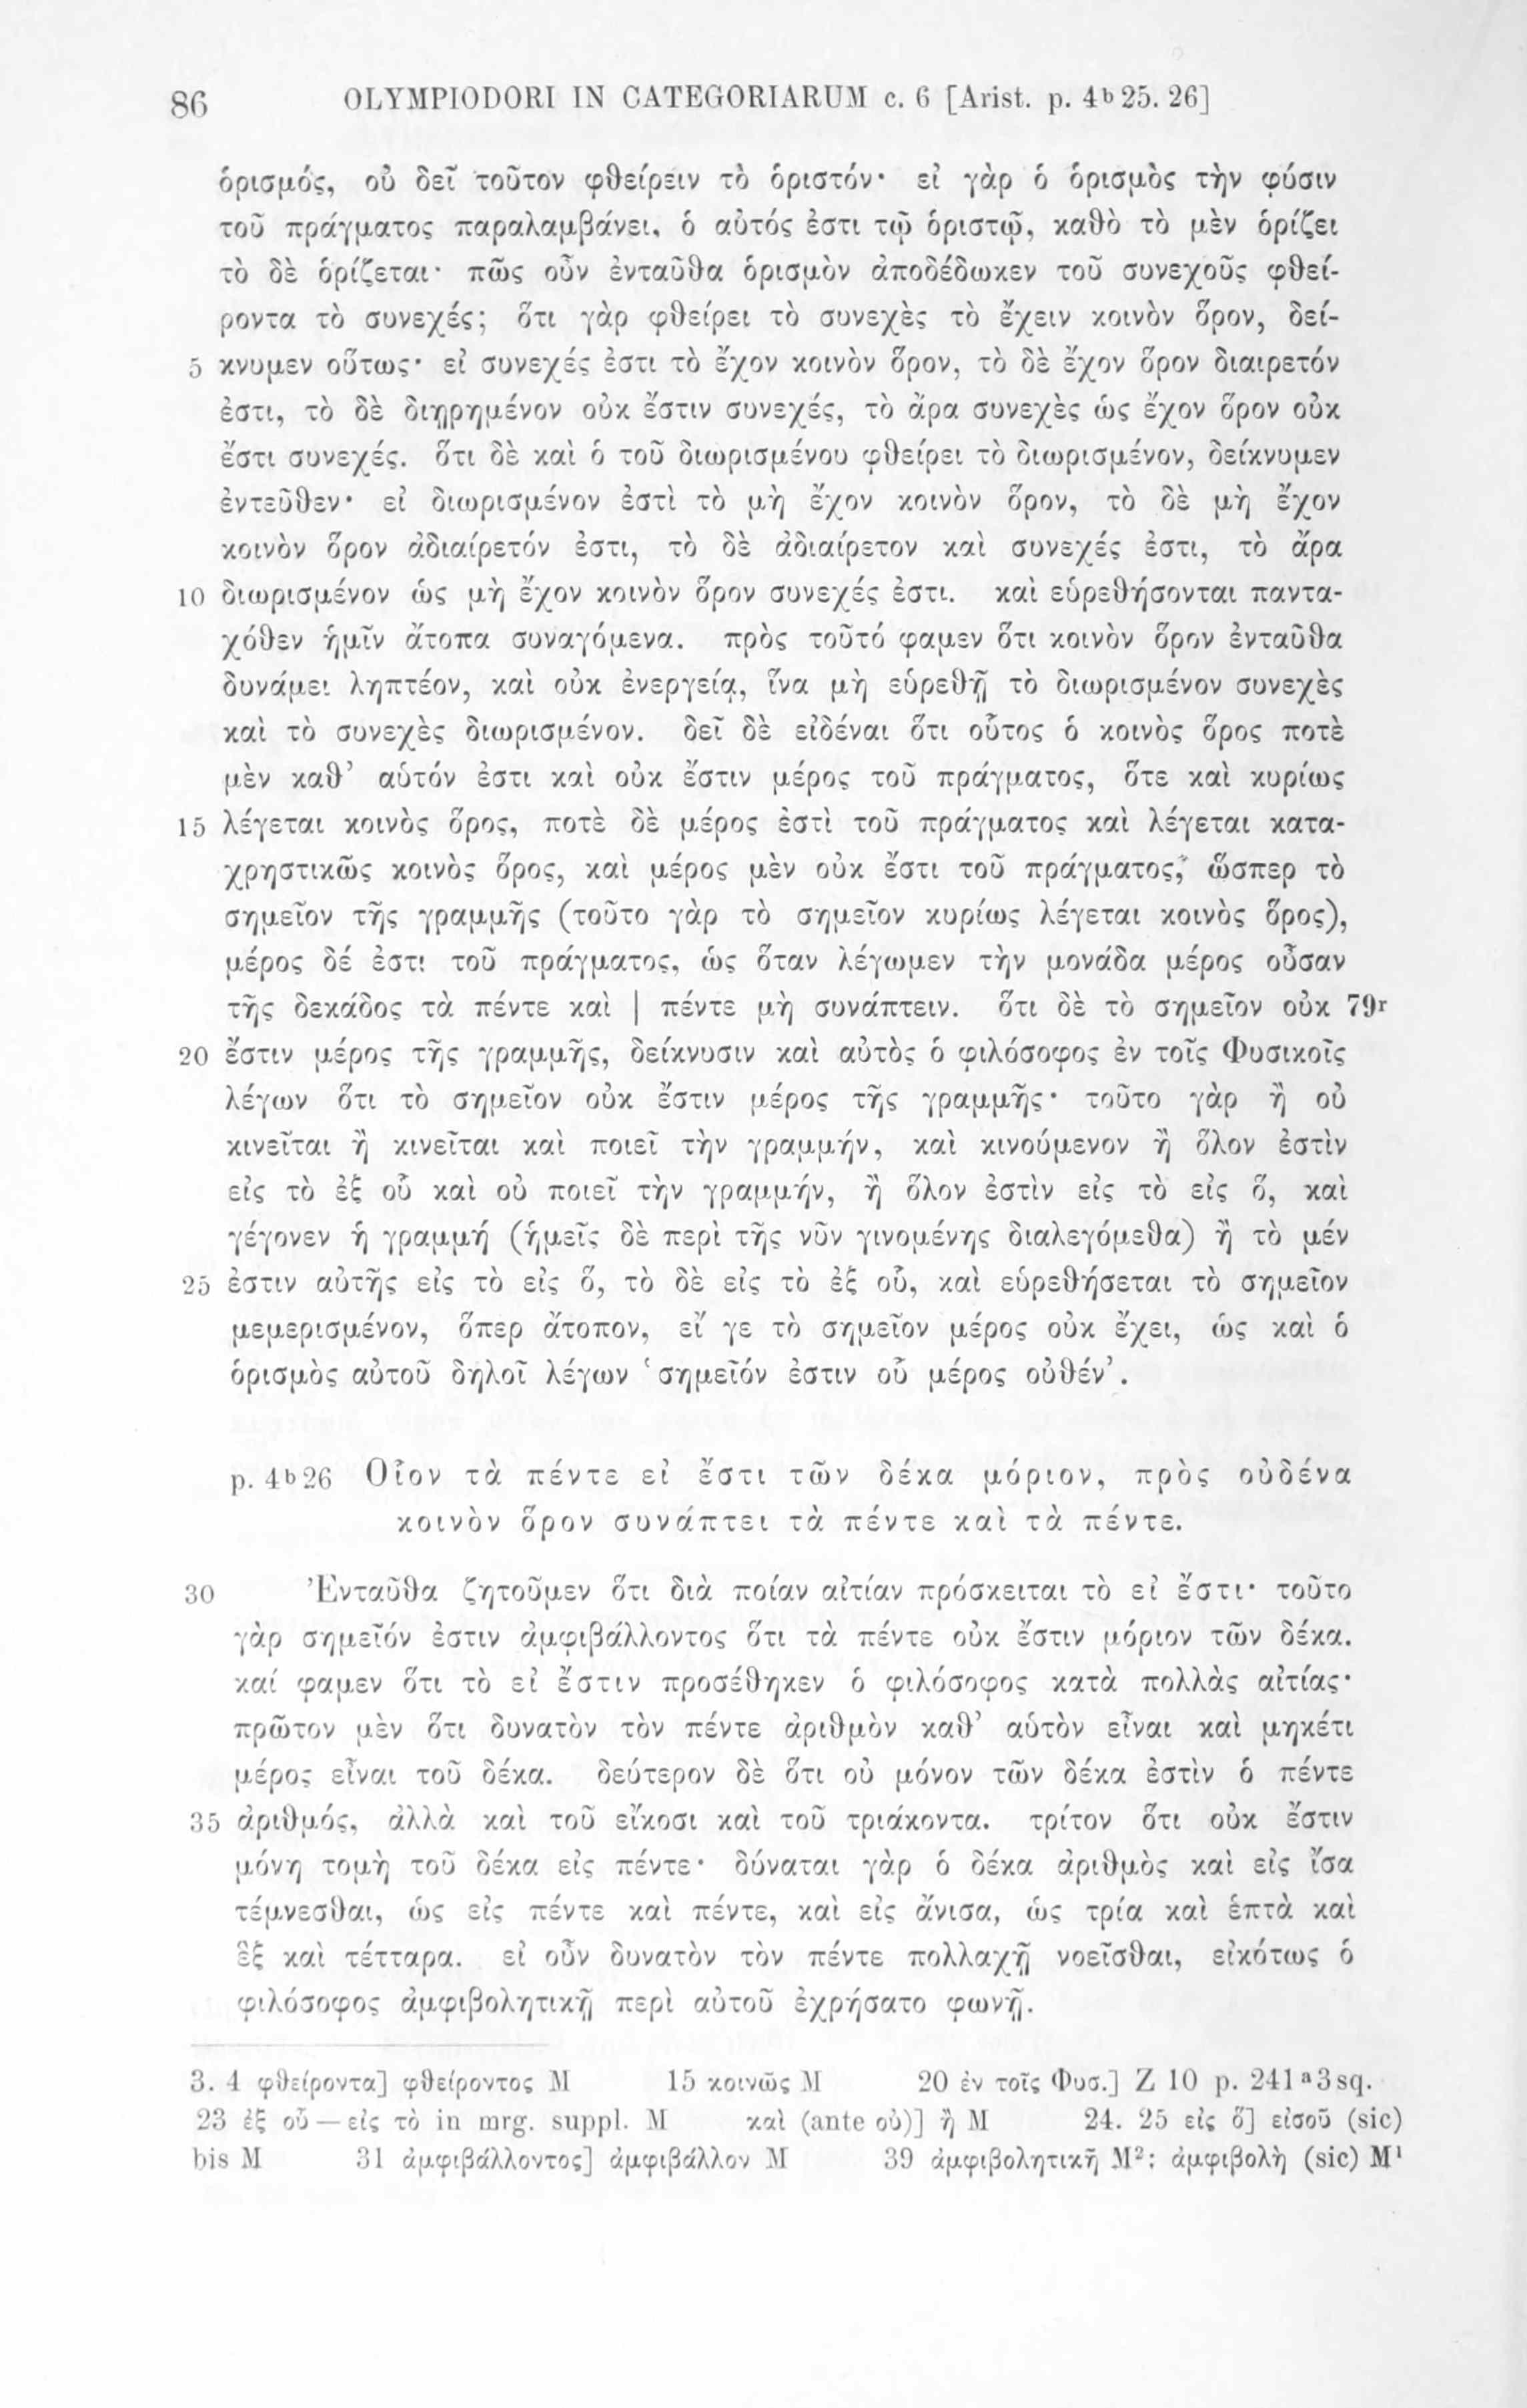 86 OLYMPIODORI IN CATEGORIARUM c. 6 [Arist. p. 4b 25. 26]
ὁρισμός, οὐ δεῖ τοῦτον φθείρειν τὸ ὁριστόν· εἰ γὰρ ὁ ὁρισμὸς τὴν φύσιν
τοῦ πράγματος παραλαμβάνει, ὁ αὐτός ἐστι τῷ ὁριστῷ, καθὸ τὸ μὲν ὁρίζει
τὸ δὲ ὁρίζεται· πῶς οὖν ἐνταῦθα ὁρισμὸν ἀποδέδωκεν τοῦ συνεχοῦς φθεί-
ροντα τὸ συνεχές; ὅτι γὰρ φθείρει τὸ συνεχὲς τὸ ἔχειν κοινὸν ὅρον, δεί-
5 κνυμεν οὕτως· εἰ συνεχές ἐστι τὸ ἔχον κοινὸν ὅρον, τὸ δὲ ἔχον ὅρον διαιρετόν
ἐστι, τὸ δὲ διῃρημένον οὐκ ἔστιν συνεχές, τὸ ἄρα συνεχὲς ὡς ἔχον ὅρον οὐκ
ἔστι συνεχές. ὅτι δὲ καὶ ὁ τοῦ διωρισμένου φθείρει τὸ διωρισμένον, δείκνυμεν
ἐντεῦθεν· εἰ διωρισμένον ἐστὶ τὸ μὴ ἔχον κοινὸν ὅρον, τὸ δὲ μὴ ἔχον
κοινὸν ὅρον ἀδιαίρετόν ἐστι, τὸ δὲ ἀδιαίρετον καὶ συνεχές ἐστι, τὸ ἄρα
10 διωρισμένον ὡς μὴ ἔχον κοινὸν ὅρον συνεχές ἐστι. καὶ εὑρεθήσονται παντα-
χόθεν ἡμῖν ἄτοπα συναγόμενα. πρὸς τοῦτό φαμεν ὅτι κοινὸν ὅρον ἐνταῦθα
δυνάμει ληπτέον, καὶ οὐκ ἐνεργείᾳ, ἵνα μὴ εὑρεθῇ τὸ διωρισμένον συνεχὲς
καὶ τὸ συνεχὲς διωρισμένον. δεῖ δὲ εἰδέναι ὅτι οὗτος ὁ κοινὸς ὅρος ποτὲ
μὲν καθ’ αὑτόν ἐστι καὶ οὐκ ἔστιν μέρος τοῦ πράγματος, ὅτε καὶ κυρίως
15 λέγεται κοινὸς ὅρος, ποτὲ δὲ μέρος ἐστὶ τοῦ πράγματος καὶ λέγεται κατα-
χρηστικῶς κοινὸς ὅρος, καὶ μέρος μὲν οὐκ ἔστι τοῦ πράγματος, ὥσπερ τὸ
σημεῖον τῆς γραμμῆς (τοῦτο γὰρ τὸ σημεῖον κυρίως λέγεται κοινὸς ὅρος),
μέρος δέ ἐστι τοῦ πράγματος, ὡς ὅταν λέγωμεν τὴν μονάδα μέρος οὖσαν
τῆς δεκάδος τὰ πέντε καὶ | πέντε μὴ συνάπτειν. ὅτι δὲ τὸ σημεῖον οὐκ 79r
20 ἔστιν μέρος τῆς γραμμῆς, δείκνυσιν καὶ αὐτὸς ὁ φιλόσοφος ἐν τοῖς Φυσικοῖς
λέγων ὅτι τὸ σημεῖον οὐκ ἔστιν μέρος τῆς γραμμῆς· τοῦτο γὰρ ἢ οὐ
κινεῖται ἢ κινεῖται καὶ ποιεῖ τὴν γραμμήν, καὶ κινούμενον ἢ ὅλον ἐστὶν
εἰς τὸ ἐξ οὗ καὶ οὐ ποιεῖ τὴν γραμμήν, ἢ ὅλον ἐστὶν εἰς τὸ εἰς ὅ, καὶ
γέγονεν ἡ γραμμή (ἡμεῖς δὲ περὶ τῆς νῦν γινομένης διαλεγόμεθα) ἢ τὸ μέν
25 ἐστιν αὐτῆς εἰς τὸ εἰς ὅ, τὸ δὲ εἰς τὸ ἐξ οὗ, καὶ εὑρεθήσεται τὸ σημεῖον
μεμερισμένον, ὅπερ ἄτοπον, εἴ γε τὸ σημεῖον μέρος οὐκ ἔχει, ὡς καὶ ὁ
ὁρισμὸς αὐτοῦ δηλοῖ λέγων ‘σημεῖόν ἐστιν οὗ μέρος οὐθέν’.
p. 4b26 Οἷον τὰ πέντε εἰ ἔστι τῶν δέκα μόριον, πρὸς οὐδένα
κοινὸν ὅρον συνάπτει τὰ πέντε καὶ τὰ πέντε.
30 Ἐνταῦθα ζητοῦμεν ὅτι διὰ ποίαν αἰτίαν πρόσκειται τὸ εἰ ἔστι· τοῦτο
γὰρ σημεῖόν ἐστιν ἀμφιβάλλοντος ὅτι τὰ πέντε οὐκ ἔστιν μόριον τῶν δέκα.
καί φαμεν ὅτι τὸ εἰ ἔστιν προσέθηκεν ὁ φιλόσοφος κατὰ πολλὰς αἰτίας·
πρῶτον μὲν ὅτι δυνατὸν τὸν πέντε ἀριθμὸν καθ’ αὑτὸν εἶναι καὶ μηκέτι
μέρος εἶναι τοῦ δέκα. δεύτερον δὲ ὅτι οὐ μόνον τῶν δέκα ἐστὶν ὁ πέντε
35 ἀριθμός, ἀλλὰ καὶ τοῦ εἴκοσι καὶ τοῦ τριάκοντα. τρίτον ὅτι οὐκ ἔστιν
μόνη τομὴ τοῦ δέκα εἰς πέντε· δύναται γὰρ ὁ δέκα ἀριθμὸς καὶ εἰς ἴσα
τέμνεσθαι, ὡς εἰς πέντε καὶ πέντε, καὶ εἰς ἄνισα, ὡς τρία καὶ ἑπτὰ καὶ
ἓξ καὶ τέτταρα. εἰ οὖν δυνατὸν τὸν πέντε πολλαχῇ νοεῖσθαι, εἰκότως ὁ
φιλόσοφος ἀμφιβολητικῇ περὶ αὐτοῦ ἐχρήσατο φωνῇ.
3. 4 φθείροντα] φθείροντος M 15 κοινῶς M 20 ἐν τοῖς Φυσ.] Z 10 p. 241a3sq.
23 ἐξ οὗ — εἰς τὸ in mrg. suppl. M καὶ (ante οὐ)] ἢ M 24. 25 εἰς ὅ] εἰσοῦ (sic)
bis M 31 ἀμφιβάλλοντος] ἀμφιβάλλον M 39 ἀμφιβολητικῇ M2: ἀμφιβολὴ (sic) M1